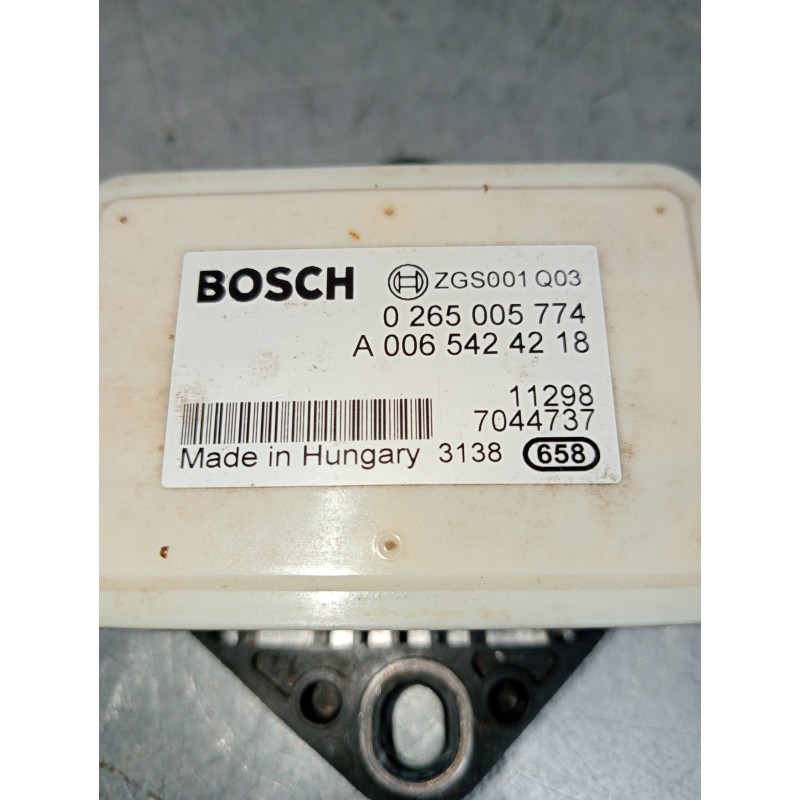 BOSCH ZGS001 Q03
0 265 005 774
A 006 542 42 18
11298
7044737
Made in Hungary 3138 658